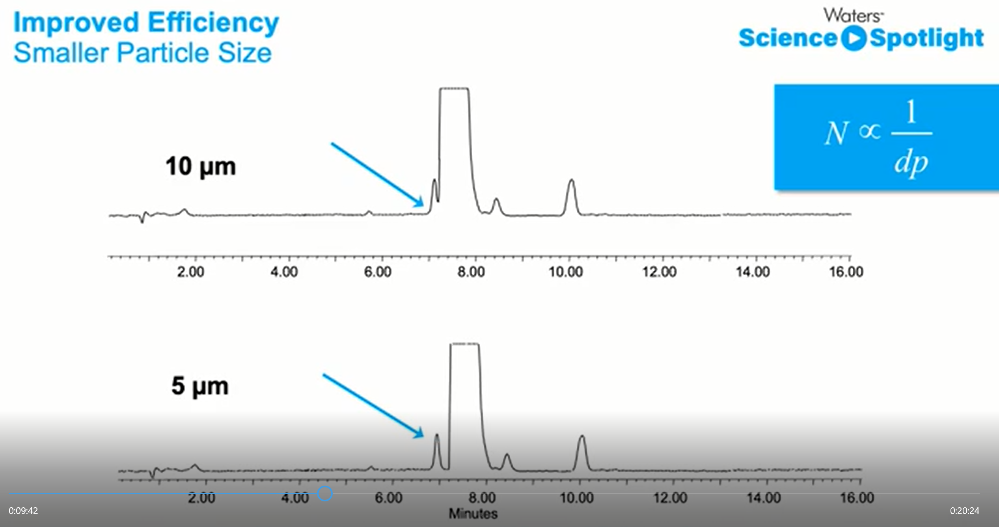 Improved Efficiency
Smaller Particle Size
Waters™
Science Spotlight
N ∝ 1/dp
10 µm
2.00 4.00 6.00 8.00 10.00 12.00 14.00 16.00
5 µm
2.00 4.00 6.00 8.00 10.00 12.00 14.00 16.00
Minutes
0:09:42
0:20:24